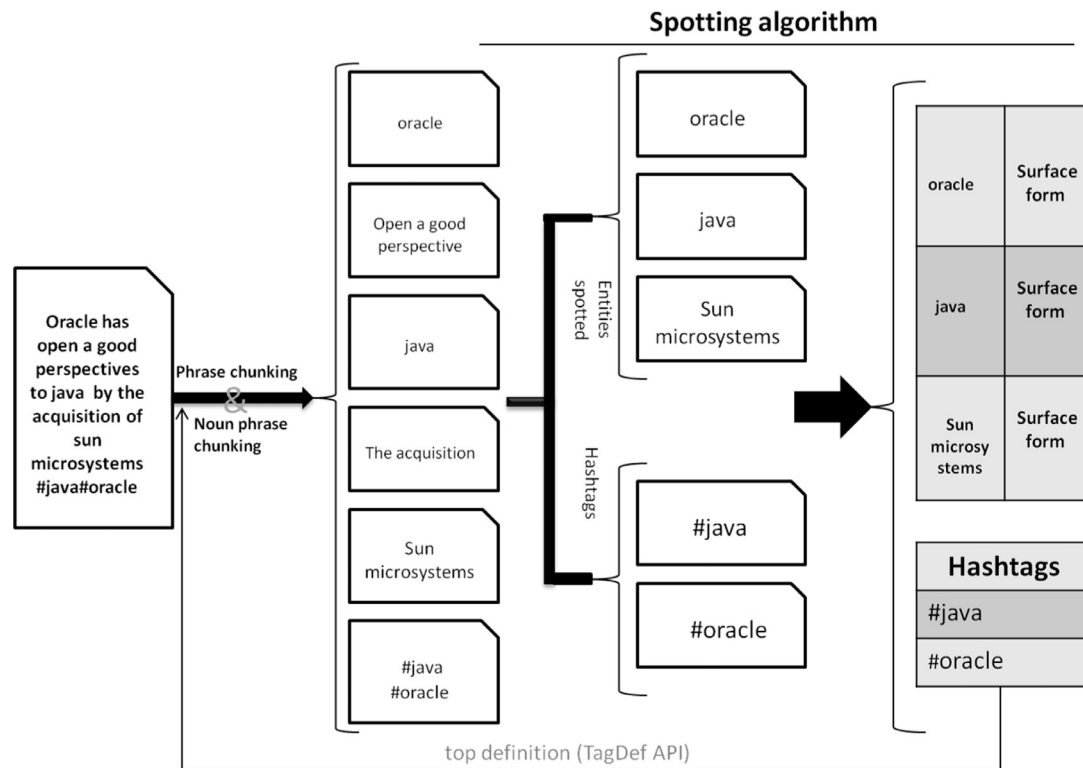 Spotting algorithm
Oracle has
open a good
perspectives
to java by the
acquisition of
sun
microsystems
#java#oracle
Phrase chunking
&
Noun phrase
chunking
oracle
Open a good
perspective
java
The acquisition
Sun
microsystems
#java
#oracle
Entities
spotted
Hashtags
oracle
java
Sun
microsystems
#java
#oracle
oracle
Surface
form
java
Surface
form
Sun
microsy
stems
Surface
form
Hashtags
#java
#oracle
top definition (TagDef API)